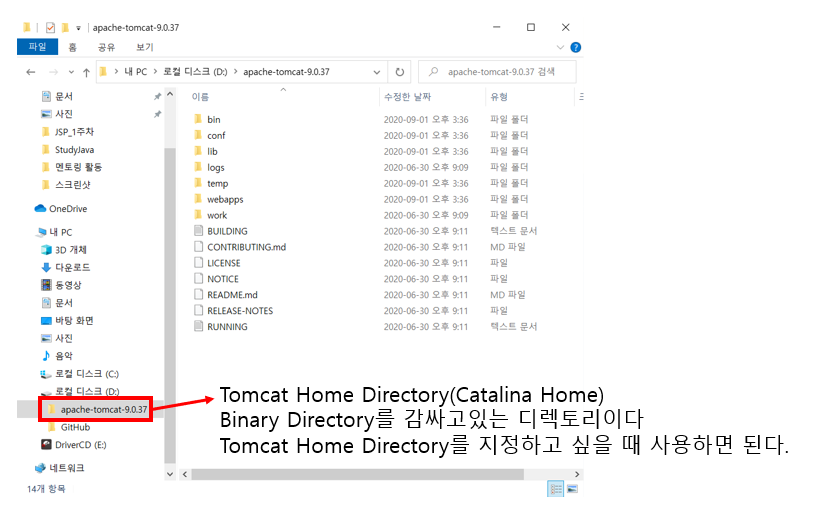 apache-tomcat-9.0.37
파일 홈 공유 보기
내 PC > 로컬 디스크 (D:) > apache-tomcat-9.0.37
apache-tomcat-9.0.37 검색
문서
사진
JSP_1주차
StudyJava
멘토링 활동
스크린샷
OneDrive
내 PC
3D 개체
다운로드
동영상
문서
바탕 화면
사진
음악
로컬 디스크 (C:)
로컬 디스크 (D:)
apache-tomcat-9.0.37
GitHub
DriverCD (E:)
네트워크
이름 수정한 날짜 유형
bin 2020-09-01 오후 3:36 파일 폴더
conf 2020-09-01 오후 3:36 파일 폴더
lib 2020-09-01 오후 3:36 파일 폴더
logs 2020-06-30 오후 9:09 파일 폴더
temp 2020-09-01 오후 3:36 파일 폴더
webapps 2020-09-01 오후 3:36 파일 폴더
work 2020-06-30 오후 9:09 파일 폴더
BUILDING 2020-06-30 오후 9:11 텍스트 문서
CONTRIBUTING.md 2020-06-30 오후 9:11 MD 파일
LICENSE 2020-06-30 오후 9:11 파일
NOTICE 2020-06-30 오후 9:11 파일
README.md 2020-06-30 오후 9:11 MD 파일
RELEASE-NOTES 2020-06-30 오후 9:11 파일
RUNNING 2020-06-30 오후 9:11 텍스트 문서
Tomcat Home Directory(Catalina Home)
Binary Directory를 감싸고있는 디렉토리이다
Tomcat Home Directory를 지정하고 싶을 때 사용하면 된다.
14개 항목